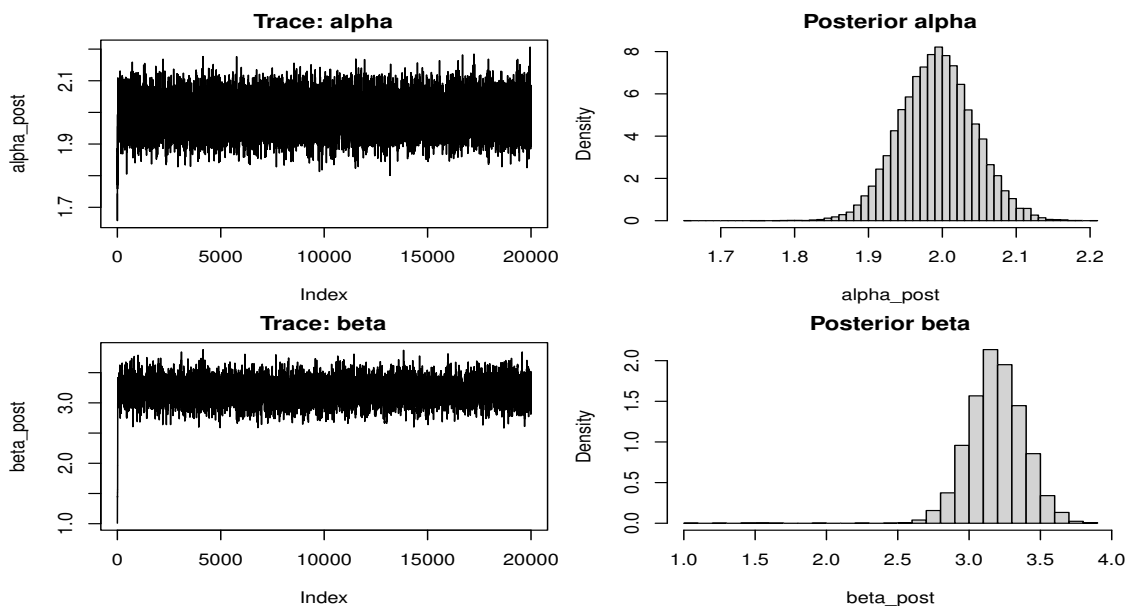 Trace: alpha
alpha_post
2.1
1.9
1.7
0 5000 10000 15000 20000
Index
Posterior alpha
Density
8
6
4
2
0
1.7 1.8 1.9 2.0 2.1 2.2
alpha_post
Trace: beta
beta_post
3.0
2.0
1.0
0 5000 10000 15000 20000
Index
Posterior beta
Density
2.0
1.5
1.0
0.5
0.0
1.0 1.5 2.0 2.5 3.0 3.5 4.0
beta_post